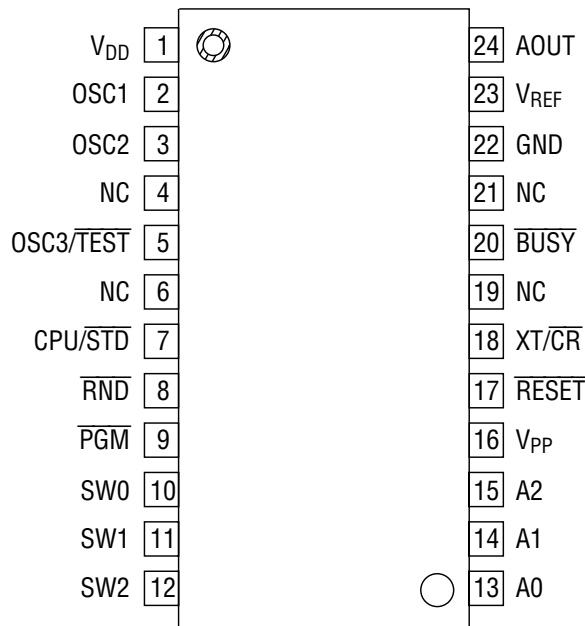 VDD 1 24 AOUT
OSC1 2 23 VREF
OSC2 3 22 GND
NC 4 21 NC
OSC3/TEST 5 20 BUSY
NC 6 19 NC
CPU/STD 7 18 XT/CR
RND 8 17 RESET
PGM 9 16 VPP
SW0 10 15 A2
SW1 11 14 A1
SW2 12 13 A0